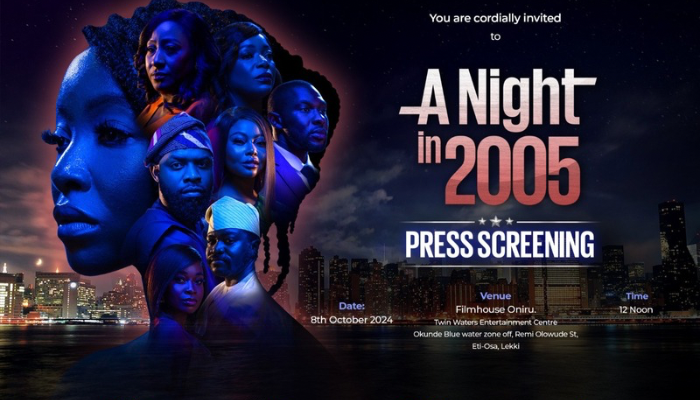 You are cordially invited
to
A Night
in 2005
PRESS SCREENING
Date:
8th October 2024
Venue
Filmhouse Oniru.
Twin Waters Entertainment Centre
Okunde Blue water zone off, Remi Olowude St,
Eti-Osa, Lekki
Time
12 Noon